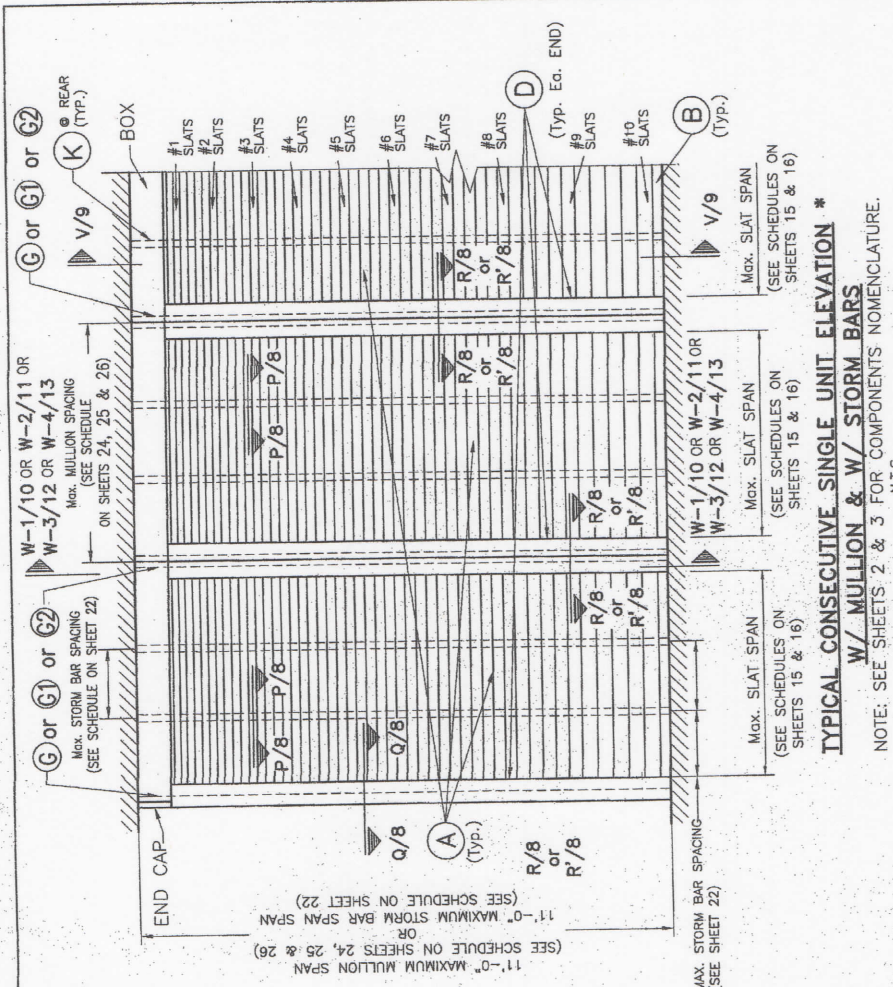 G or G1 or G2
K @ REAR
(TYP.)
V/9
BOX
W-1/10 OR W-2/11 OR
W-3/12 OR W-4/13
Max. MULLION SPACING
(SEE SCHEDULE
ON SHEETS 24, 25 & 26)
G or G1 or G2
Max. STORM BAR SPACING
(SEE SCHEDULE ON SHEET 22)
END CAP
#1
SLATS
#2
SLATS
#3
SLATS
#4
SLATS
#5
SLATS
#6
SLATS
#7
SLATS
#8
SLATS
#9
SLATS
#10
SLATS
D
(Typ. Ea. END)
B
(TYP.)
P/8
P/8
P/8
P/8
Q/8
Q/8
R/8
or
R'/8
R/8
or
R'/8
R/8
or
R'/8
R/8
or
R'/8
A
(Typ.)
R/8
or
R'/8
11'-0" MAXIMUM MULLION SPAN
(SEE SCHEDULE ON SHEETS 24, 25 & 26)
OR
11'-0" MAXIMUM STORM BAR SPAN
(SEE SCHEDULE ON SHEET 22)
V/9
W-1/10 OR W-2/11 OR
W-3/12 OR W-4/13
MAX. STORM BAR SPACING
(SEE SHEET 22)
Max. SLAT SPAN
(SEE SCHEDULES ON
SHEETS 15 & 16)
Max. SLAT SPAN
(SEE SCHEDULES ON
SHEETS 15 & 16)
Max. SLAT SPAN
(SEE SCHEDULES ON
SHEETS 15 & 16)
TYPICAL CONSECUTIVE SINGLE UNIT ELEVATION *
W/ MULLION & W/ STORM BARS
NOTE: SEE SHEETS 2 & 3 FOR COMPONENTS NOMENCLATURE.